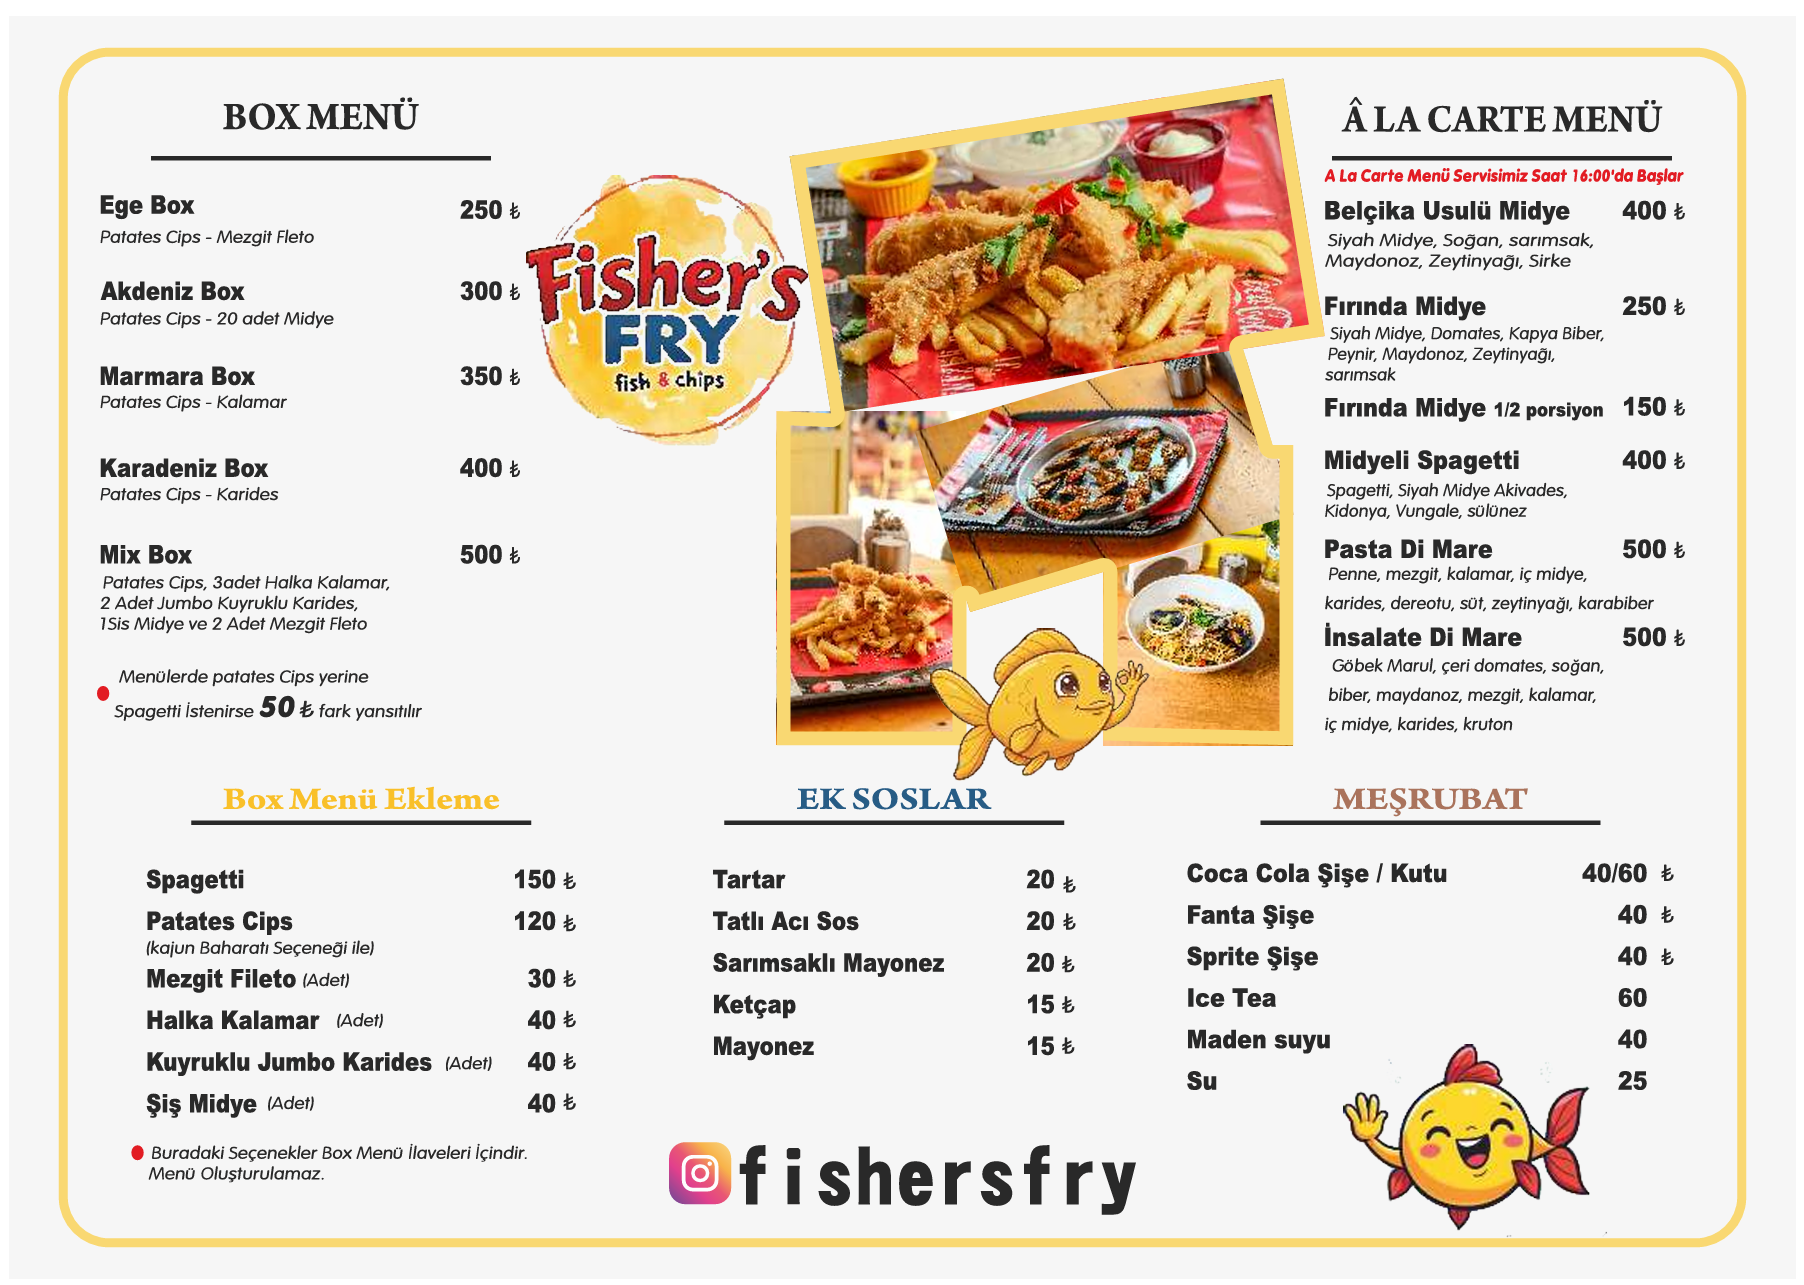 BOX MENÜ
Ege Box 250 ₺
Patates Cips - Mezgit Fleto
Akdeniz Box 300 ₺
Patates Cips - 20 adet Midye
Marmara Box 350 ₺
Patates Cips - Kalamar
Karadeniz Box 400 ₺
Patates Cips - Karides
Mix Box 500 ₺
Patates Cips, 3adet Halka Kalamar,
2 Adet Jumbo Kuyruklu Karides,
1Sis Midye ve 2 Adet Mezgit Fleto
Menülerde patates Cips yerine
Spagetti İstenirse 50 ₺ fark yansıtılır
Fisher's
FRY
fish & chips
Â LA CARTE MENÜ
A La Carte Menü Servisimiz Saat 16:00'da Başlar
Belçika Usulü Midye 400 ₺
Siyah Midye, Soğan, sarımsak,
Maydonoz, Zeytinyağı, Sirke
Fırında Midye 250 ₺
Siyah Midye, Domates, Kapya Biber,
Peynir, Maydonoz, Zeytinyağı,
sarımsak
Fırında Midye 1/2 porsiyon 150 ₺
Midyeli Spagetti 400 ₺
Spagetti, Siyah Midye Akivades,
Kidonya, Vungale, sülünez
Pasta Di Mare 500 ₺
Penne, mezgit, kalamar, iç midye,
karides, dereotu, süt, zeytinyağı, karabiber
İnsalate Di Mare 500 ₺
Göbek Marul, çeri domates, soğan,
biber, maydanoz, mezgit, kalamar,
iç midye, karides, kruton
Box Menü Ekleme
Spagetti 150 ₺
Patates Cips 120 ₺
(kajun Baharatı Seçeneği ile)
Mezgit Fileto (Adet) 30 ₺
Halka Kalamar (Adet) 40 ₺
Kuyruklu Jumbo Karides (Adet) 40 ₺
Şiş Midye (Adet) 40 ₺
Buradaki Seçenekler Box Menü İlaveleri İçindir.
Menü Oluşturulamaz.
EK SOSLAR
Tartar 20 ₺
Tatlı Acı Sos 20 ₺
Sarımsaklı Mayonez 20 ₺
Ketçap 15 ₺
Mayonez 15 ₺
MEŞRUBAT
Coca Cola Şişe / Kutu 40/60 ₺
Fanta Şişe 40 ₺
Sprite Şişe 40 ₺
Ice Tea 60
Maden suyu 40
Su 25
fishersfry